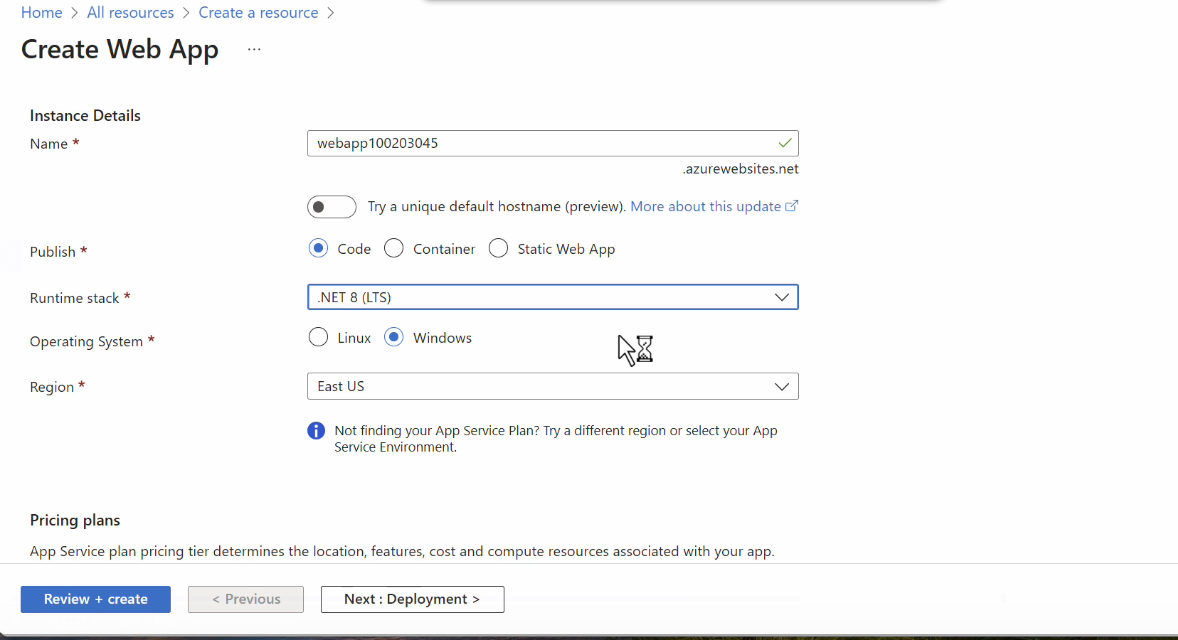 Home > All resources > Create a resource >
Create Web App ...
Instance Details
Name * webapp100203045
.azurewebsites.net
Try a unique default hostname (preview). More about this update
Publish * Code Container Static Web App
Runtime stack * .NET 8 (LTS)
Operating System * Linux Windows
Region * East US
Not finding your App Service Plan? Try a different region or select your App
Service Environment.
Pricing plans
App Service plan pricing tier determines the location, features, cost and compute resources associated with your app.
Review + create < Previous Next : Deployment >